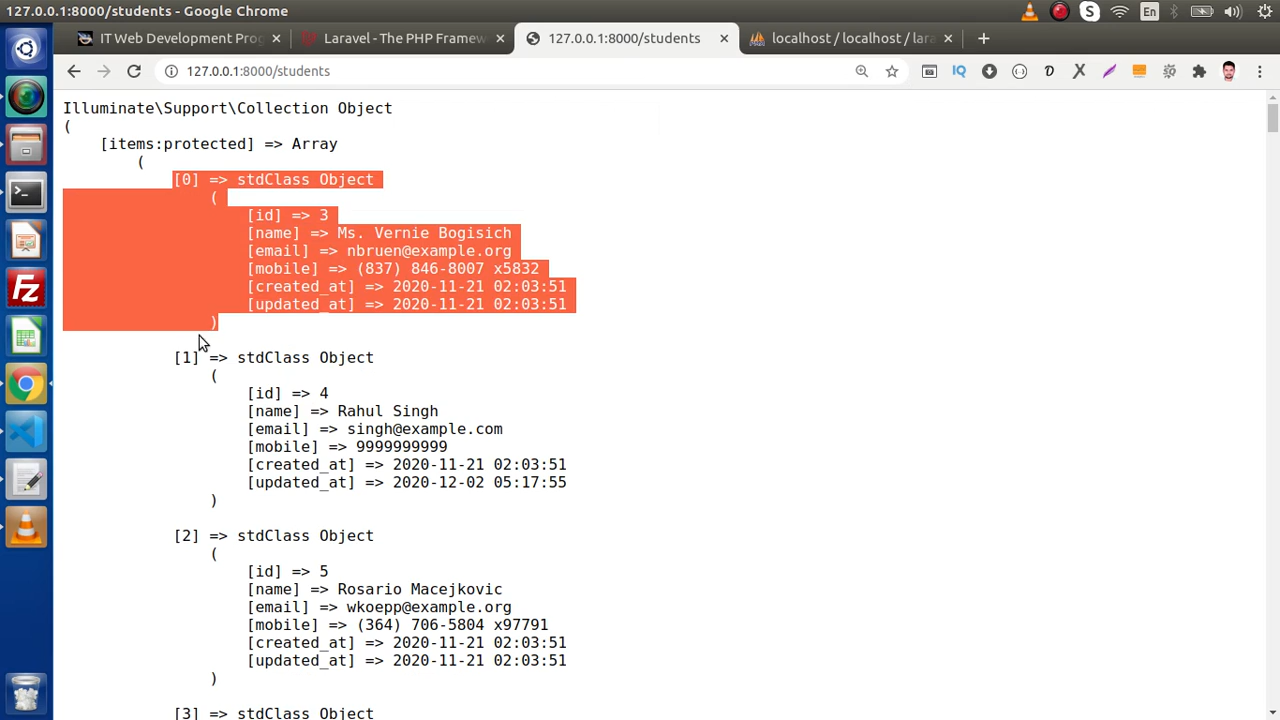 127.0.0.1:8000/students - Google Chrome
S
En
IT Web Development Prog
Laravel - The PHP Framew
127.0.0.1:8000/students
localhost / localhost / lara
127.0.0.1:8000/students
IQ
Illuminate\Support\Collection Object
(
[items:protected] => Array
(
[0] => stdClass Object
(
[id] => 3
[name] => Ms. Vernie Bogisich
[email] => nbruen@example.org
[mobile] => (837) 846-8007 x5832
[created_at] => 2020-11-21 02:03:51
[updated_at] => 2020-11-21 02:03:51
)
[1] => stdClass Object
(
[id] => 4
[name] => Rahul Singh
[email] => singh@example.com
[mobile] => 9999999999
[created_at] => 2020-11-21 02:03:51
[updated_at] => 2020-12-02 05:17:55
)
[2] => stdClass Object
(
[id] => 5
[name] => Rosario Macejkovic
[email] => wkoepp@example.org
[mobile] => (364) 706-5804 x97791
[created_at] => 2020-11-21 02:03:51
[updated_at] => 2020-11-21 02:03:51
)
[3] => stdClass Object
Fz